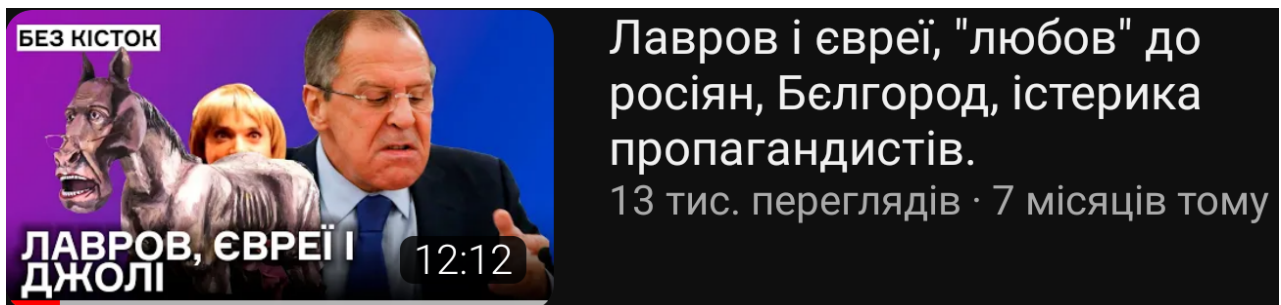 БЕЗ КІСТОК
ЛАВРОВ, ЄВРЕЇ І
ДЖОЛІ
12:12
Лавров і євреї, "любов" до
росіян, Бєлгород, істерика
пропагандистів.
13 тис. переглядів · 7 місяців тому